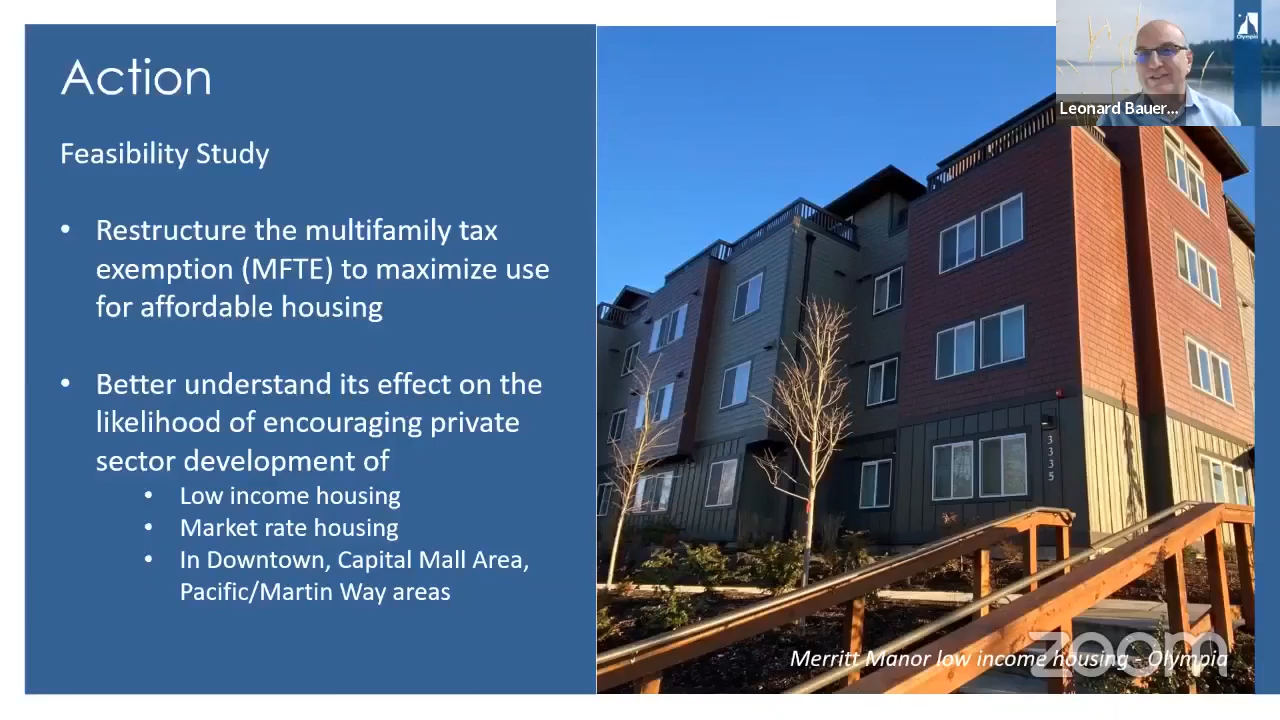 Action
Feasibility Study
• Restructure the multifamily tax
exemption (MFTE) to maximize use
for affordable housing
• Better understand its effect on the
likelihood of encouraging private
sector development of
• Low income housing
• Market rate housing
• In Downtown, Capital Mall Area,
Pacific/Martin Way areas
Olympia
Leonard Bauer...
3335
Merritt Manor low income housing - Olympia
zoom